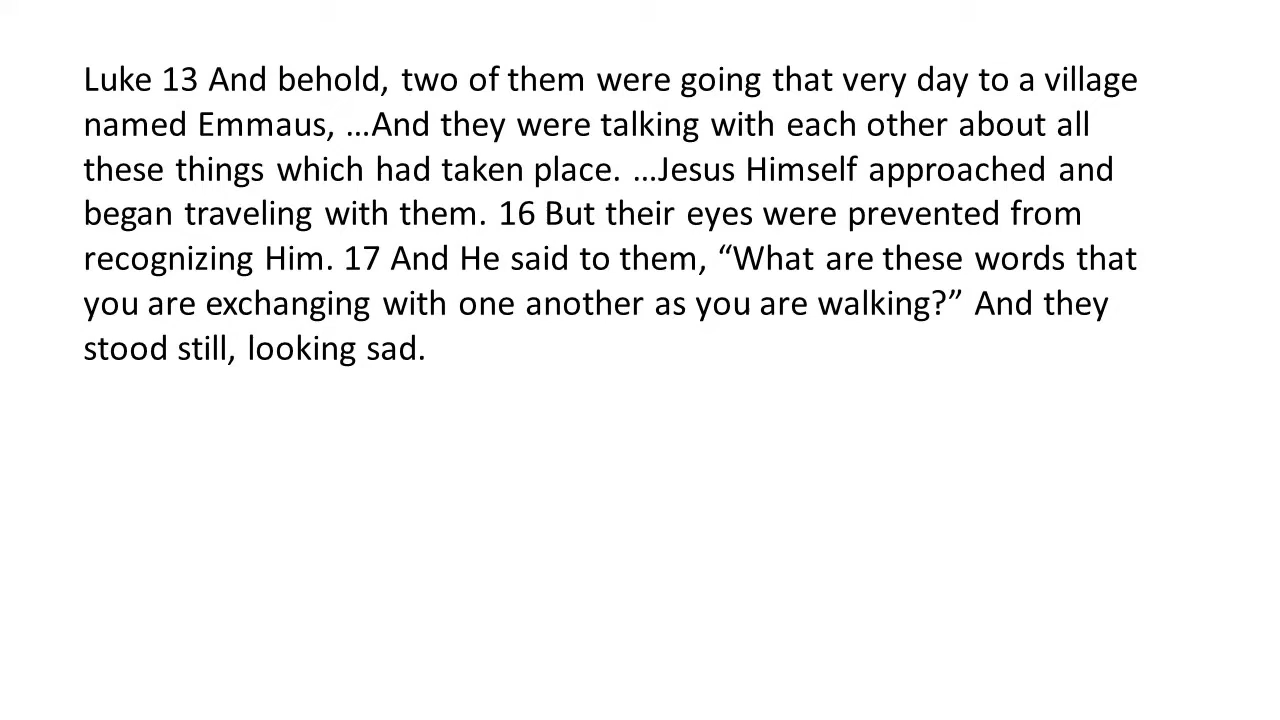 Luke 13 And behold, two of them were going that very day to a village
named Emmaus, …And they were talking with each other about all
these things which had taken place. …Jesus Himself approached and
began traveling with them. 16 But their eyes were prevented from
recognizing Him. 17 And He said to them, “What are these words that
you are exchanging with one another as you are walking?” And they
stood still, looking sad.